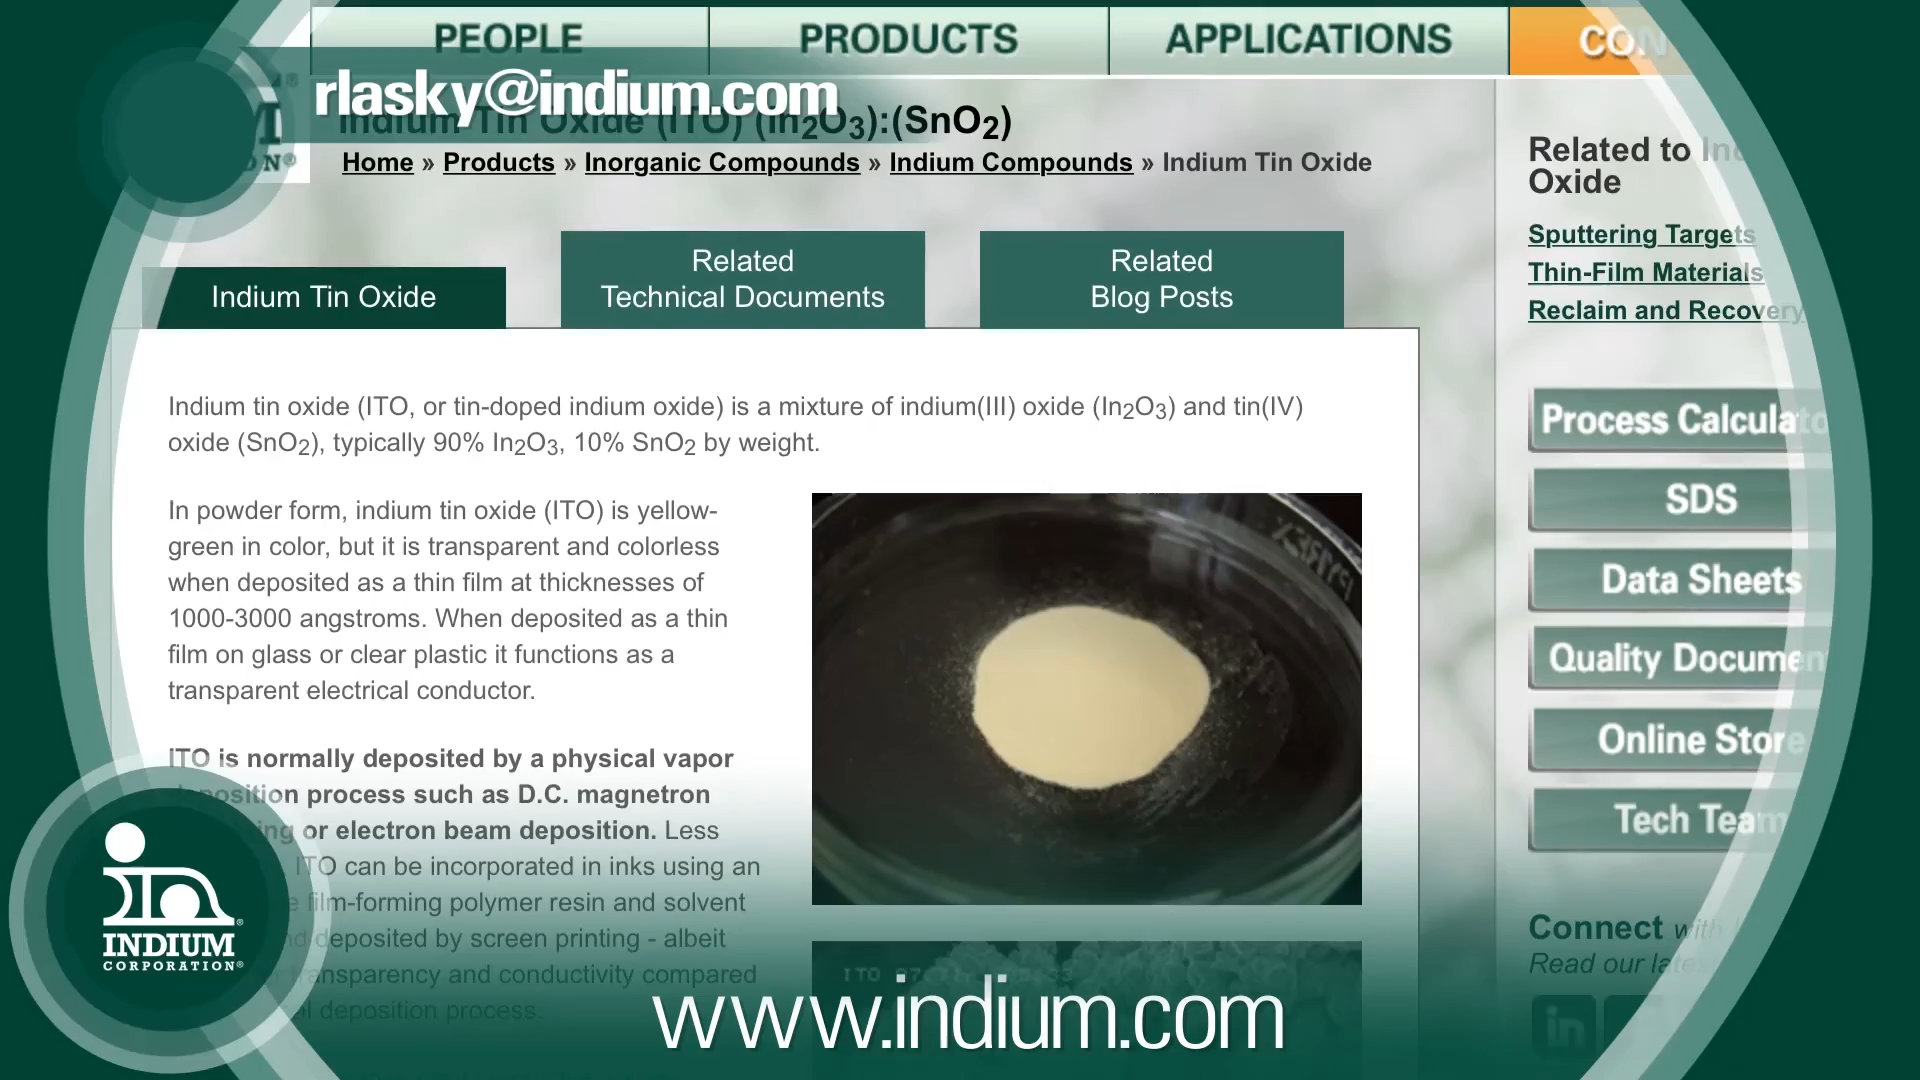 PEOPLE
PRODUCTS
APPLICATIONS
rlasky@indium.com
Indium Tin Oxide (ITO) (In2O3):(SnO2)
Home » Products » Inorganic Compounds » Indium Compounds » Indium Tin Oxide
Related to
Oxide
Sputtering Targets
Thin-Film Materials
Reclaim and Recovery
Indium Tin Oxide
Related
Technical Documents
Related
Blog Posts
Indium tin oxide (ITO, or tin-doped indium oxide) is a mixture of indium(III) oxide (In2O3) and tin(IV)
oxide (SnO2), typically 90% In2O3, 10% SnO2 by weight.
In powder form, indium tin oxide (ITO) is yellow-
green in color, but it is transparent and colorless
when deposited as a thin film at thicknesses of
1000-3000 angstroms. When deposited as a thin
film on glass or clear plastic it functions as a
transparent electrical conductor.
ITO is normally deposited by a physical vapor
deposition process such as D.C. magnetron
or electron beam deposition. Less
ITO can be incorporated in inks using an
film-forming polymer resin and solvent
deposited by screen printing - albeit
transparency and conductivity compared
deposition process.
Process
SDS
Data Sheets
Quality
Online Store
Tech Team
Connect with
Read our
in
INDIUM
CORPORATION®
www.indium.com